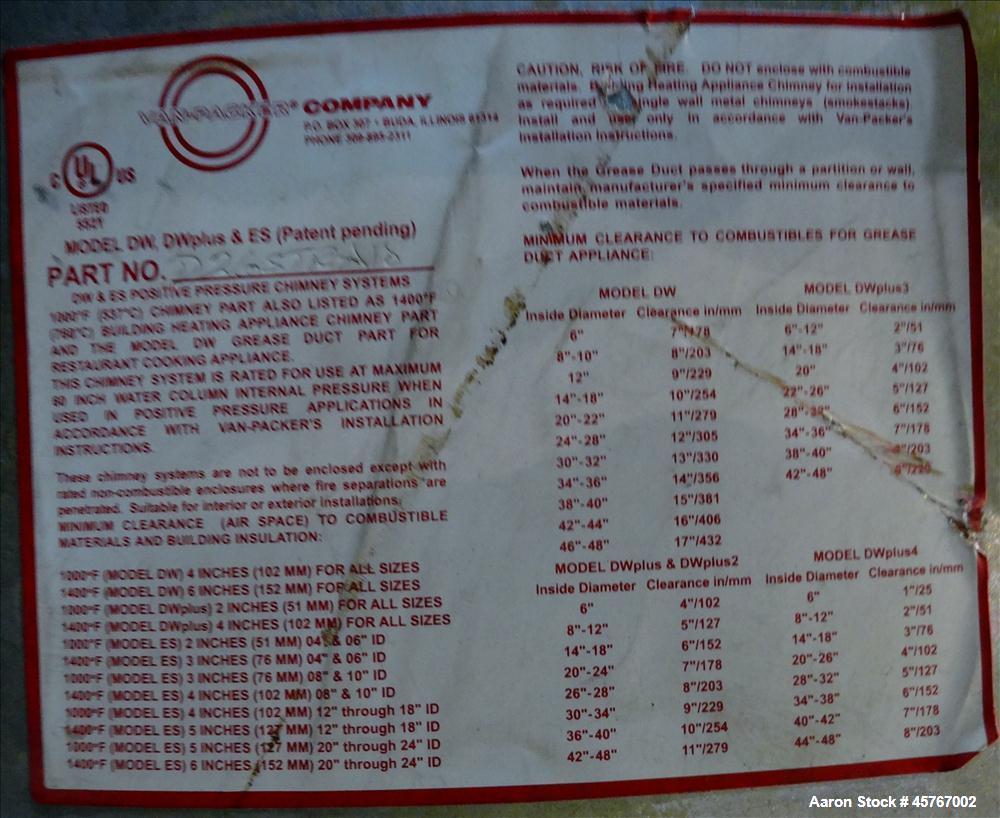 VAN-PACKER® COMPANY
P.O. BOX 307 • BUDA, ILLINOIS 61314
PHONE 309-895-2311
C UL US
LISTED
MODEL DW, DWplus & ES (Patent pending)
PART NO.
DW & ES POSITIVE PRESSURE CHIMNEY SYSTEMS
1000°F (537°C) CHIMNEY PART ALSO LISTED AS 1400°F
(760°C) BUILDING HEATING APPLIANCE CHIMNEY PART
AND THE MODEL DW GREASE DUCT PART FOR
RESTAURANT COOKING APPLIANCE.
THIS CHIMNEY SYSTEM IS RATED FOR USE AT MAXIMUM
60 INCH WATER COLUMN INTERNAL PRESSURE WHEN
USED IN POSITIVE PRESSURE APPLICATIONS IN
ACCORDANCE WITH VAN-PACKER'S INSTALLATION
INSTRUCTIONS.
These chimney systems are not to be enclosed except with
rated non-combustible enclosures where fire separations are
penetrated. Suitable for interior or exterior installations.
MINIMUM CLEARANCE (AIR SPACE) TO COMBUSTIBLE
MATERIALS AND BUILDING INSULATION:
1000°F (MODEL DW) 4 INCHES (102 MM) FOR ALL SIZES
1400°F (MODEL DW) 6 INCHES (152 MM) FOR ALL SIZES
1000°F (MODEL DWplus) 2 INCHES (51 MM) FOR ALL SIZES
1400°F (MODEL DWplus) 4 INCHES (102 MM) FOR ALL SIZES
1000°F (MODEL ES) 2 INCHES (51 MM) 04" & 06" ID
1400°F (MODEL ES) 3 INCHES (76 MM) 04" & 06" ID
1000°F (MODEL ES) 3 INCHES (76 MM) 08" & 10" ID
1400°F (MODEL ES) 4 INCHES (102 MM) 08" & 10" ID
1000°F (MODEL ES) 4 INCHES (102 MM) 12" through 18" ID
1400°F (MODEL ES) 5 INCHES (127 MM) 12" through 18" ID
1000°F (MODEL ES) 5 INCHES (127 MM) 20" through 24" ID
1400°F (MODEL ES) 6 INCHES (152 MM) 20" through 24" ID
CAUTION, RISK OF FIRE. DO NOT enclose with combustible
materials. Building Heating Appliance Chimney for installation
as required single wall metal chimneys (smokestacks).
Install and use only in accordance with Van-Packer's
installation instructions.
When the Grease Duct passes through a partition or wall,
maintain manufacturer's specified minimum clearance to
combustible materials.
MINIMUM CLEARANCE TO COMBUSTIBLES FOR GREASE
DUCT APPLIANCE:
MODEL DW
Inside Diameter Clearance in/mm
6" 7"/178
8"-10" 8"/203
12" 9"/229
14"-18" 10"/254
20"-22" 11"/279
24"-28" 12"/305
30"-32" 13"/330
34"-36" 14"/356
38"-40" 15"/381
42"-44" 16"/406
46"-48" 17"/432
MODEL DWplus3
Inside Diameter Clearance in/mm
6"-12" 2"/51
14"-18" 3"/76
20" 4"/102
22"-26" 5"/127
28"-32" 6"/152
34"-36" 7"/178
38"-40" 8"/203
42"-48" 9"/229
MODEL DWplus & DWplus2
Inside Diameter Clearance in/mm
6" 4"/102
8"-12" 5"/127
14"-18" 6"/152
20"-24" 7"/178
26"-28" 8"/203
30"-34" 9"/229
36"-40" 10"/254
42"-48" 11"/279
MODEL DWplus4
Inside Diameter Clearance in/mm
6" 1"/25
8"-12" 2"/51
14"-18" 3"/76
20"-26" 4"/102
28"-32" 5"/127
34"-38" 6"/152
40"-42" 7"/178
44"-48" 8"/203
Aaron Stock # 45767002